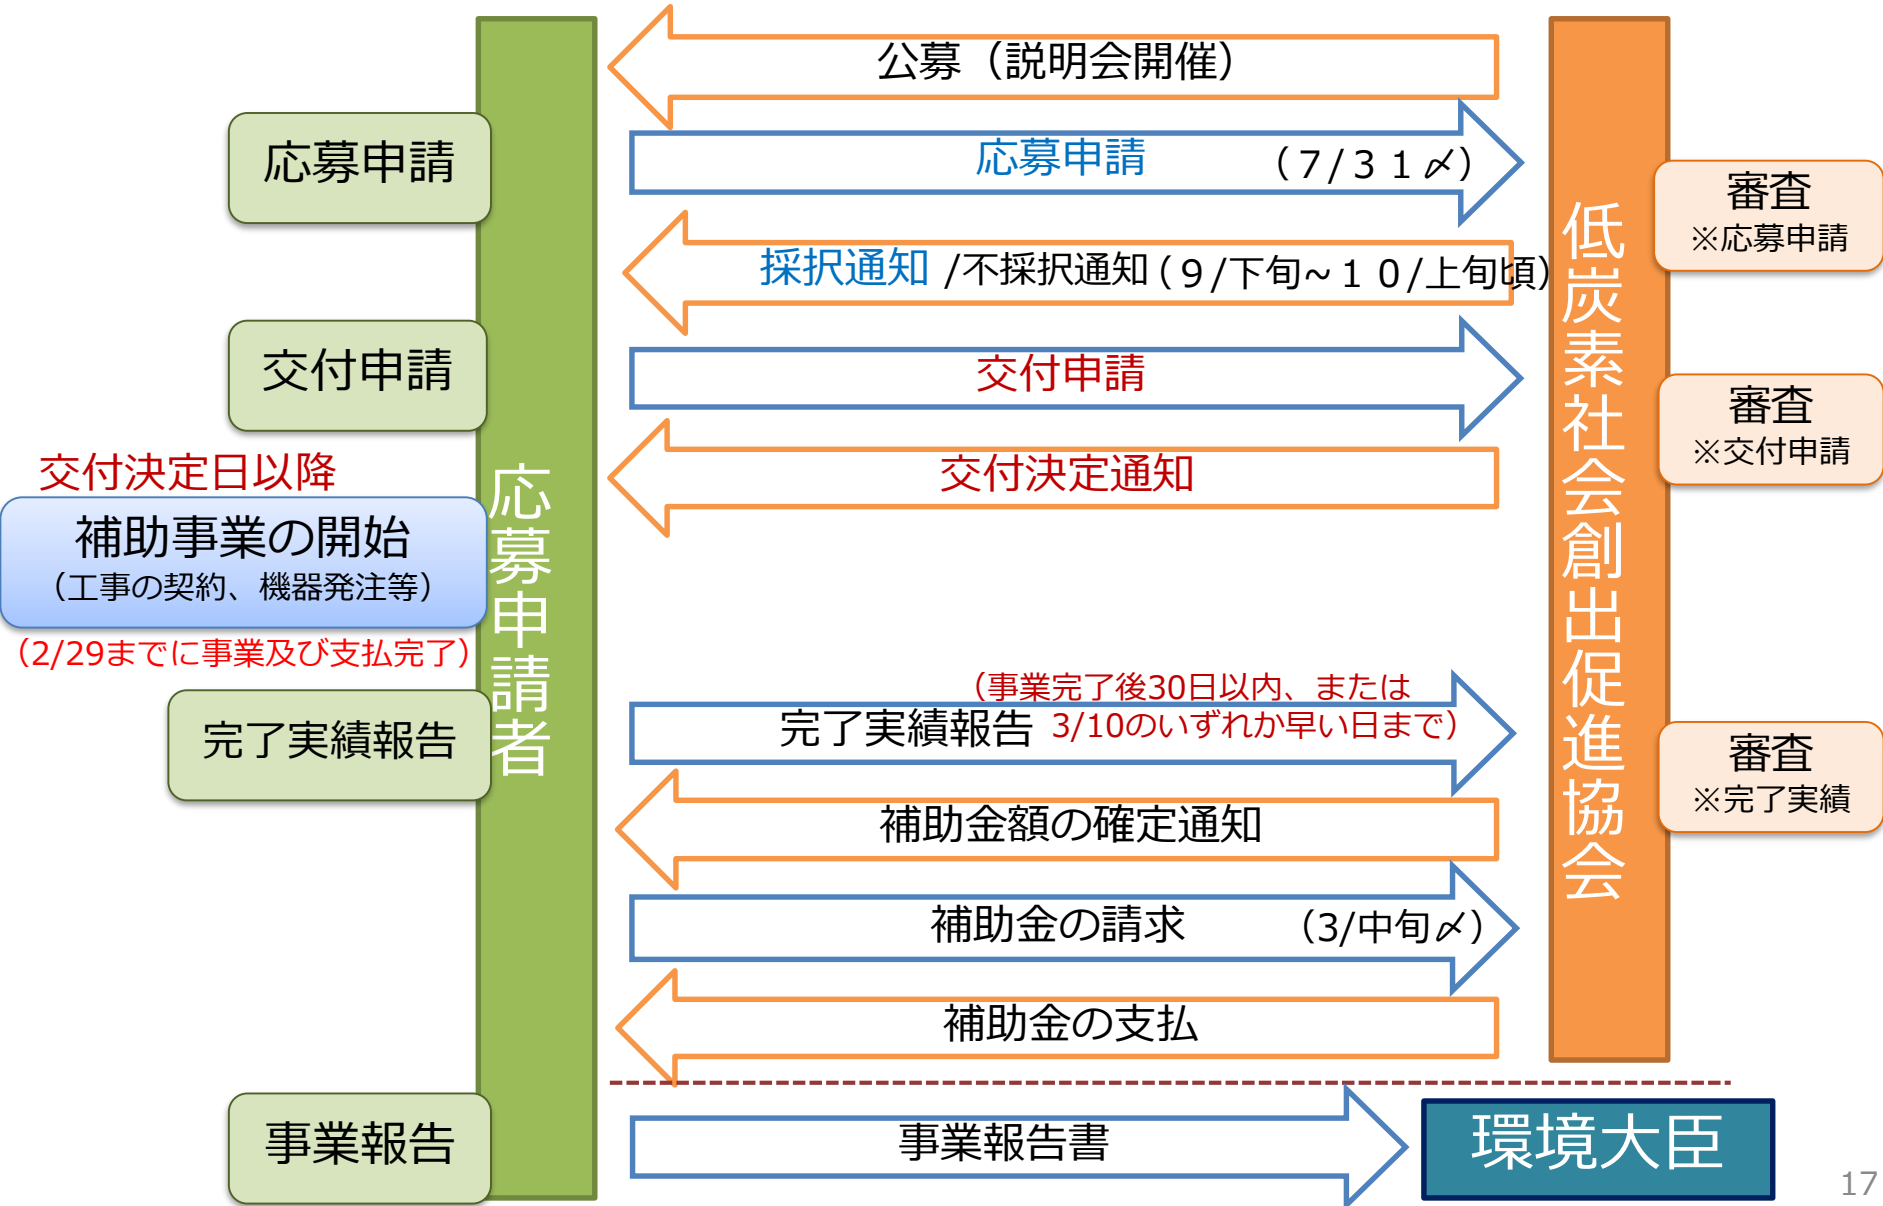 公募（説明会開催）
応募申請
応募申請
（７/３１〆）
審査
※応募申請
採択通知 /不採択通知（９/下旬~１０/上旬頃）
交付申請
交付申請
審査
※交付申請
交付決定通知
交付決定日以降
補助事業の開始
（工事の契約、機器発注等）
（2/29までに事業及び支払完了）
応募申請者
低炭素社会創出促進協会
完了実績報告
（事業完了後30日以内、または
完了実績報告 3/10のいずれか早い日まで）
審査
※完了実績
補助金額の確定通知
補助金の請求
（3/中旬〆）
補助金の支払
事業報告
事業報告書
環境大臣
17